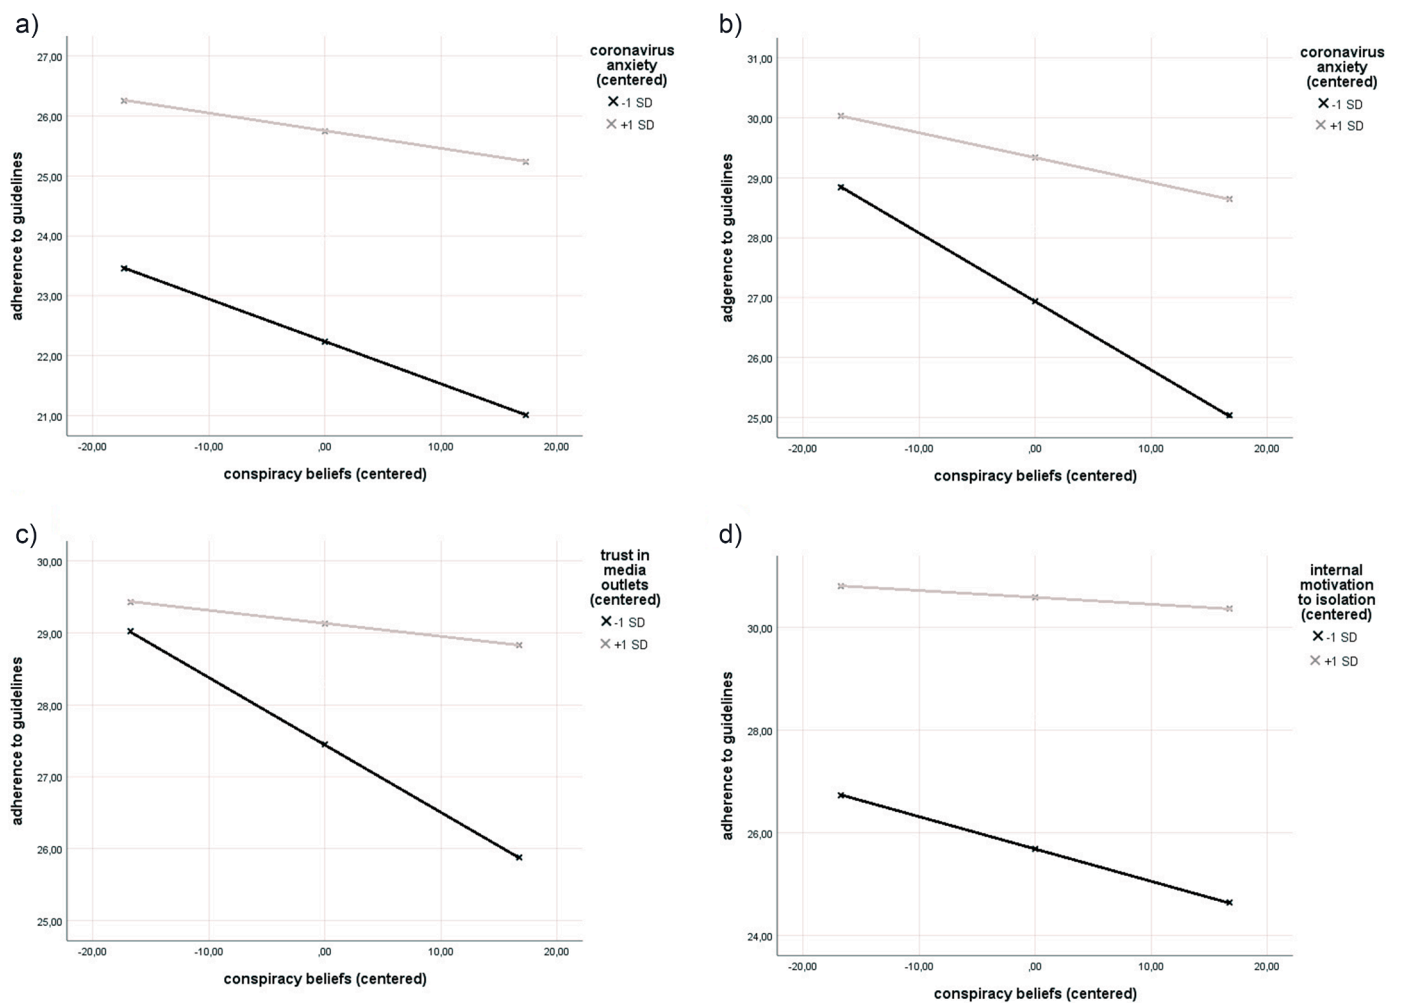 a)
adherence to guidelines
27,00
26,00
25,00
24,00
23,00
22,00
21,00
-20,00 -10,00 ,00 10,00 20,00
conspiracy beliefs (centered)
coronavirus
anxiety
(centered)
-1 SD
+1 SD
b)
adgerence to guidelines
31,00
30,00
29,00
28,00
27,00
26,00
25,00
-20,00 -10,00 ,00 10,00 20,00
conspiracy beliefs (centered)
coronavirus
anxiety
(centered)
-1 SD
+1 SD
c)
adherence to guidelines
30,00
29,00
28,00
27,00
26,00
25,00
-20,00 -10,00 ,00 10,00 20,00
conspiracy beliefs (centered)
trust in
media
outlets
(centered)
-1 SD
+1 SD
d)
adherence to guidelines
30,00
28,00
26,00
24,00
-20,00 -10,00 ,00 10,00 20,00
conspiracy beliefs (centered)
internal
motivation
to isolation
(centered)
-1 SD
+1 SD